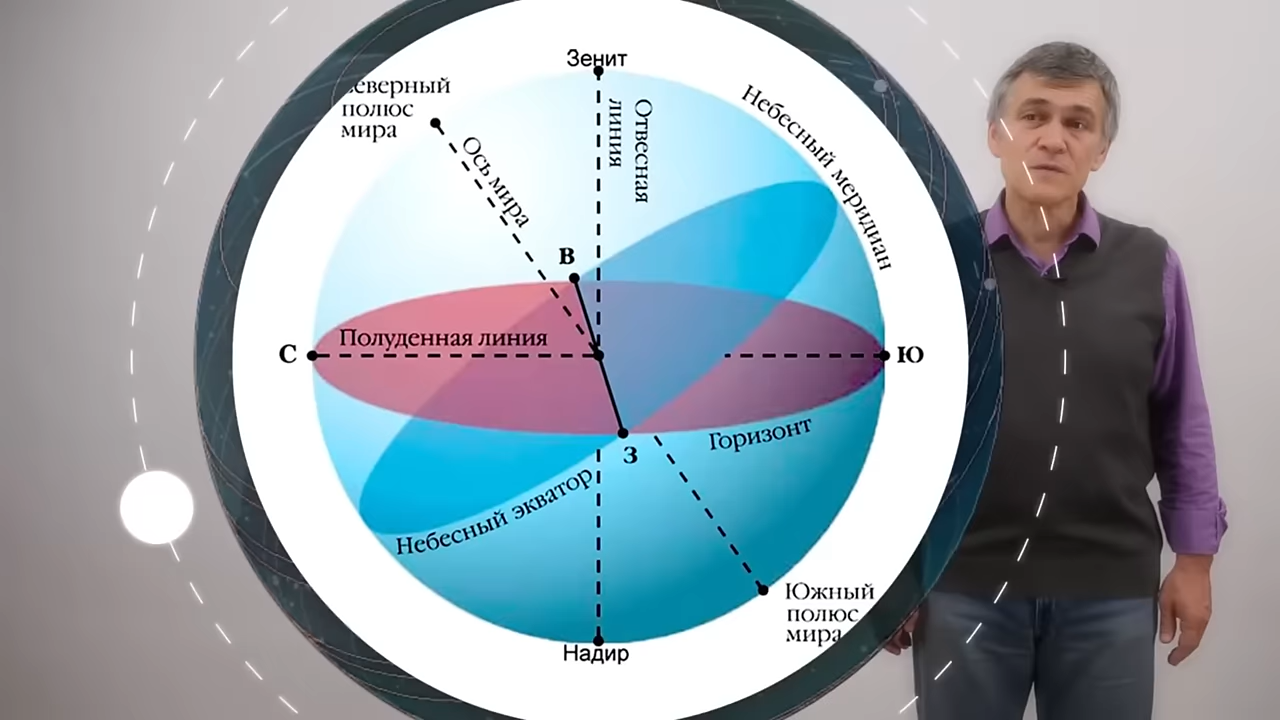 Зенит
еверный
полюс
мира
Отвесная
линия
Небесный меридиан
Ось мира
В
Полуденная линия
С
Ю
Горизонт
З
Небесный экватор
Южный
полюс
мира
Надир